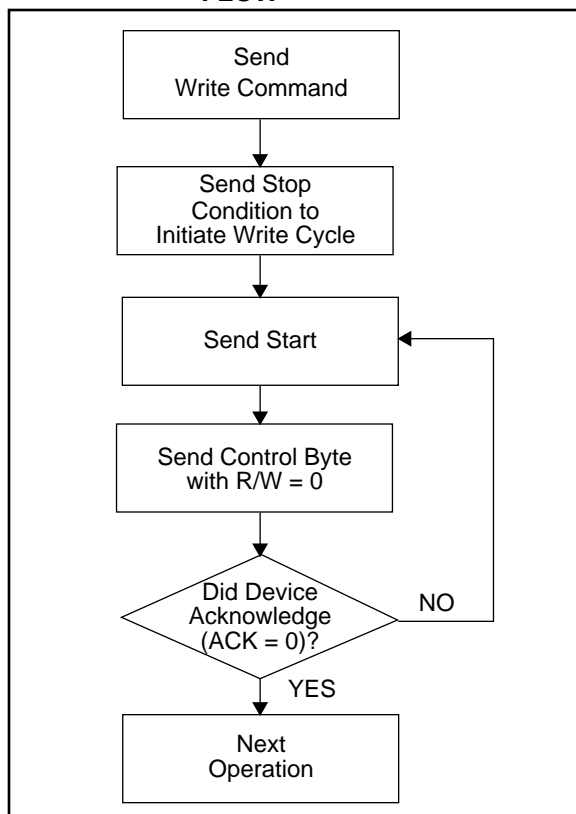 FLOW
Send
Write Command
Send Stop
Condition to
Initiate Write Cycle
Send Start
Send Control Byte
with R/W = 0
Did Device
Acknowledge
(ACK = 0)?
NO
YES
Next
Operation